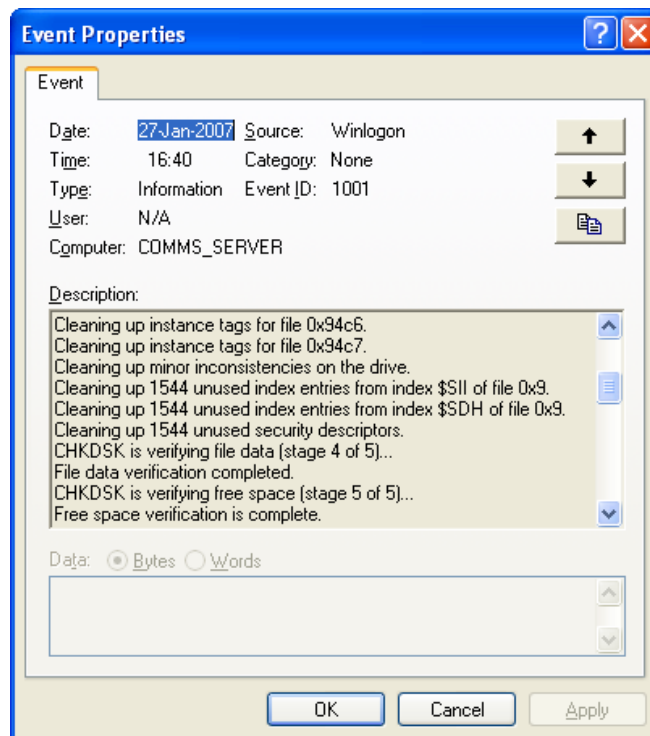 Event Properties
Event
Date: 27-Jan-2007 Source: Winlogon
Time: 16:40 Category: None
Type: Information Event ID: 1001
User: N/A
Computer: COMMS_SERVER
Description:
Cleaning up instance tags for file 0x94c6.
Cleaning up instance tags for file 0x94c7.
Cleaning up minor inconsistencies on the drive.
Cleaning up 1544 unused index entries from index $SII of file 0x9.
Cleaning up 1544 unused index entries from index $SDH of file 0x9.
Cleaning up 1544 unused security descriptors.
CHKDSK is verifying file data (stage 4 of 5)...
File data verification completed.
CHKDSK is verifying free space (stage 5 of 5)...
Free space verification is complete.
Data: Bytes Words
OK Cancel Apply